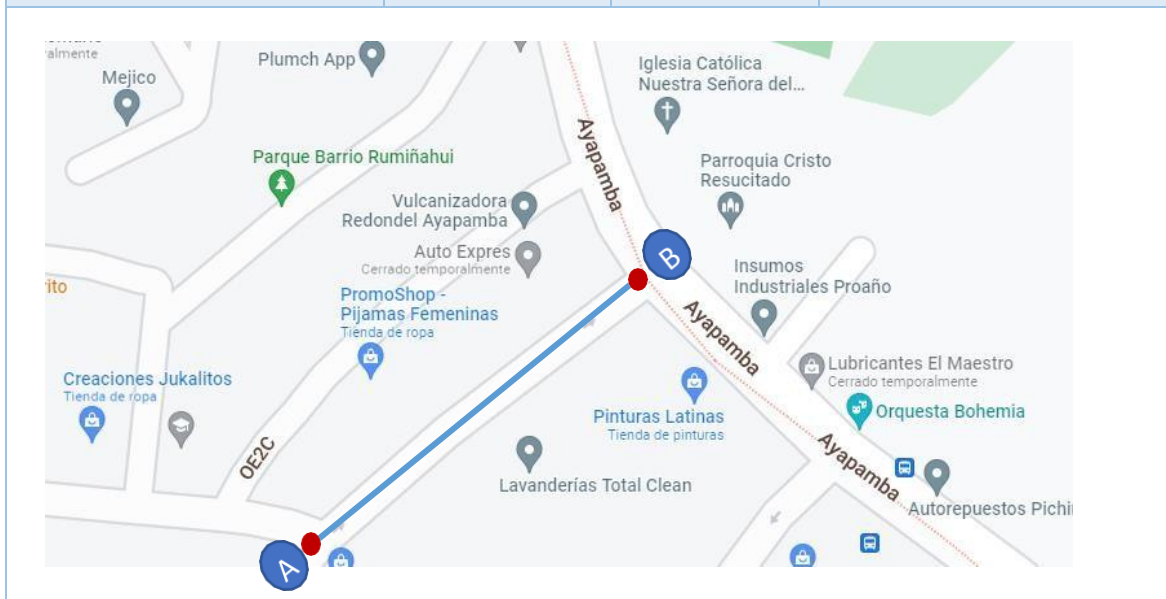 almente
Mejico
Plumch App
Iglesia Católica
Nuestra Señora del...
Ayapamba
Parque Barrio Rumiñahui
Parroquia Cristo
Resucitado
Vulcanizadora
Redondel Ayapamba
Auto Expres
Cerrado temporalmente
B
Insumos
Industriales Proaño
rito
PromoShop -
Pijamas Femeninas
Tienda de ropa
Ayapamba
Lubricantes El Maestro
Cerrado temporalmente
Creaciones Jukalitos
Tienda de ropa
Orquesta Bohemia
Pinturas Latinas
Tienda de pinturas
OE2C
Ayapamba
Lavanderías Total Clean
Autorepuestos Pichi
A